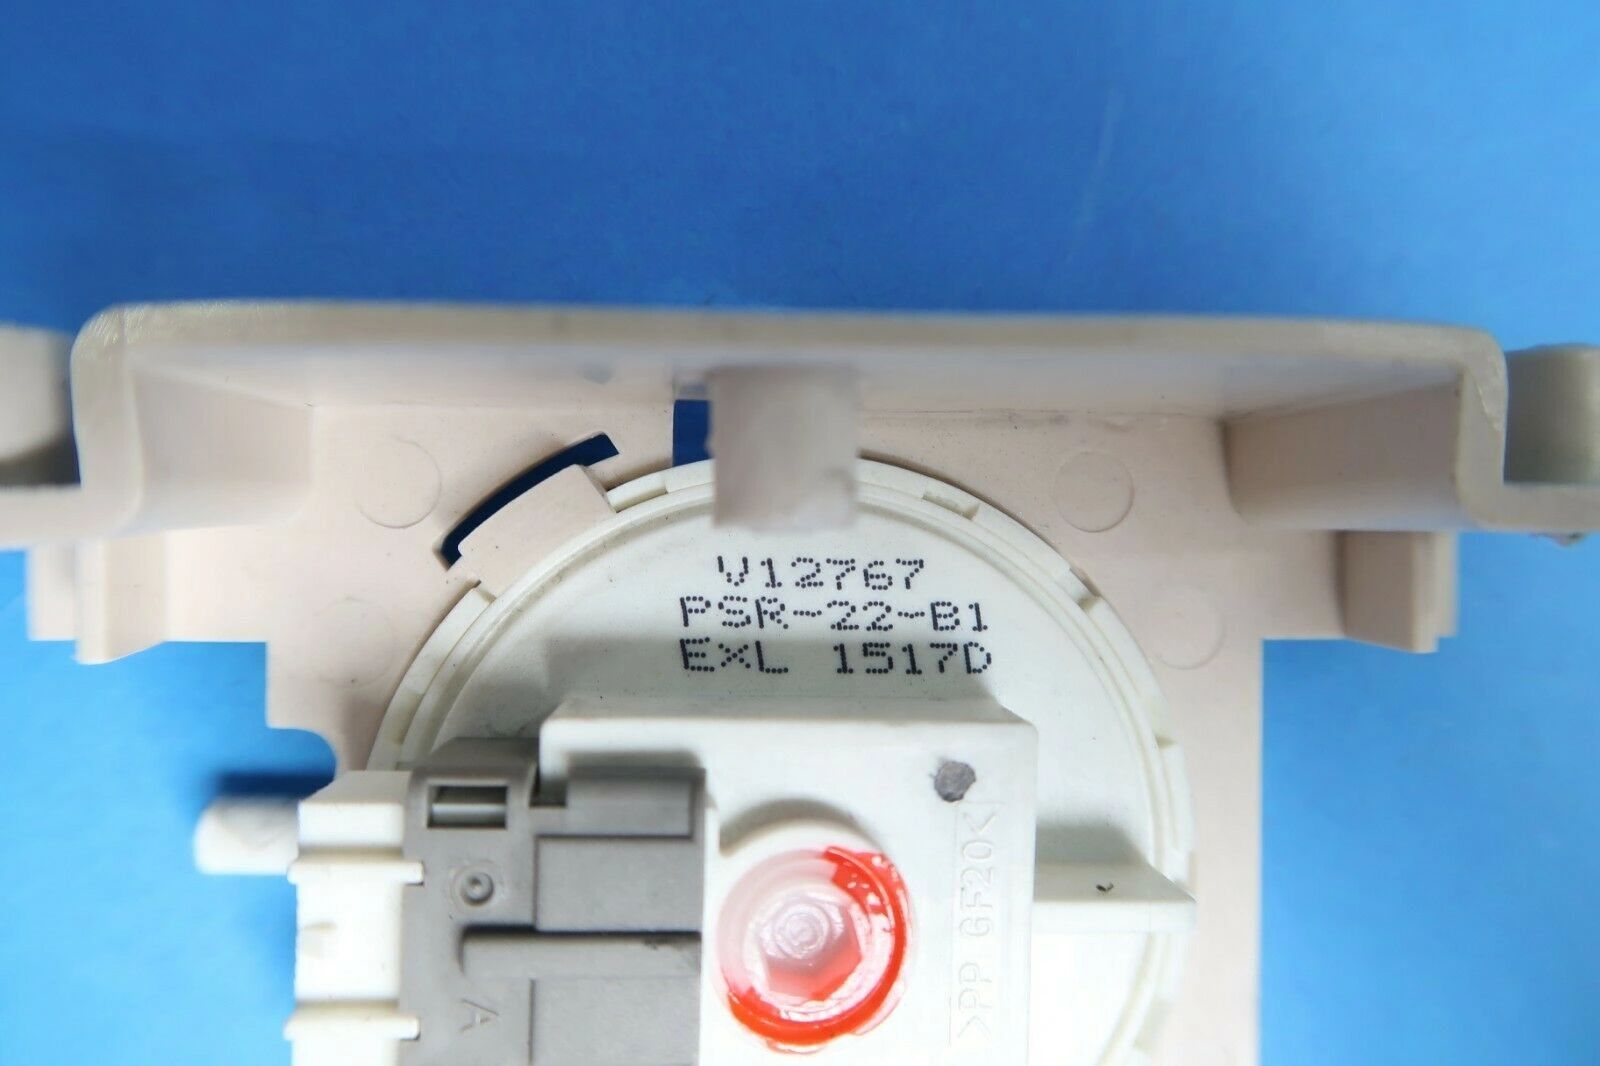 V12767
PSR-22-B1
EXL 1517D
>PP GF20<
A